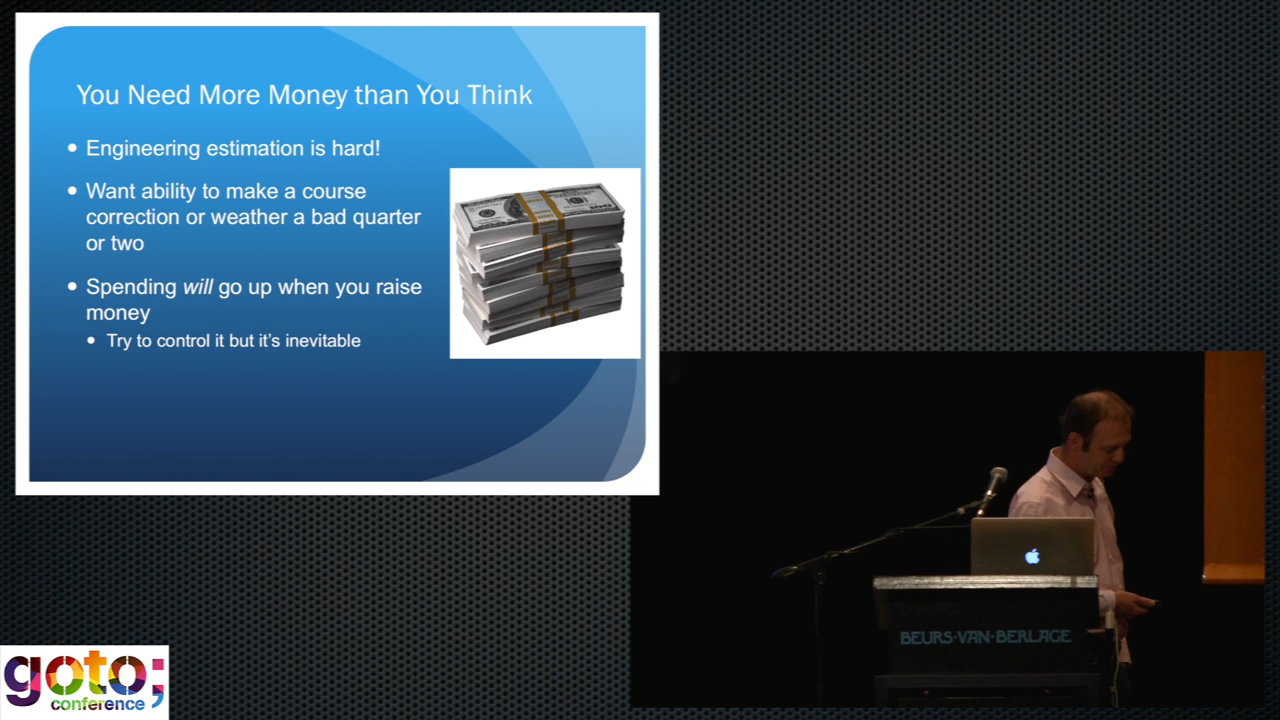 You Need More Money than You Think
• Engineering estimation is hard!
• Want ability to make a course
correction or weather a bad quarter
or two
• Spending will go up when you raise
money
• Try to control it but it's inevitable
100
BEURS-VAN-BERLAGE
goto;
conference